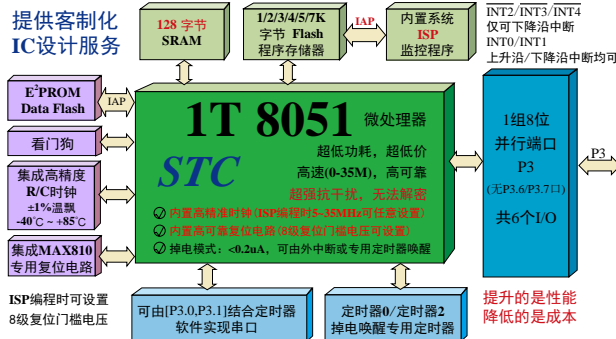 提供客制化
IC设计服务
128 字节
SRAM
1/2/3/4/5/7K
字节 Flash
程序存储器
IAP
内置系统
ISP
监控程序
INT2/INT3/INT4
仅可下降沿中断
INT0/INT1
上升沿/下降沿中断均可
E²PROM
Data Flash
IAP
看门狗
集成高精度
R/C时钟
±1%温飘
-40℃ ~ +85℃
集成MAX810
专用复位电路
ISP编程时可设置
8级复位门槛电压
1T 8051 微处理器
STC
超低功耗，超低价
高速(0-35M)，高可靠
超强抗干扰，无法解密
内置高精准时钟(ISP编程时5~35MHz可任意设置)
内置高可靠复位电路(8级复位门槛电压可设置)
掉电模式：<0.2uA，可由外中断或专用定时器唤醒
1组8位
并行端口
P3
(无P3.6/P3.7口)
共6个I/O
P3
可由[P3.0,P3.1]结合定时器
软件实现串口
定时器0/定时器2
掉电唤醒专用定时器
提升的是性能
降低的是成本